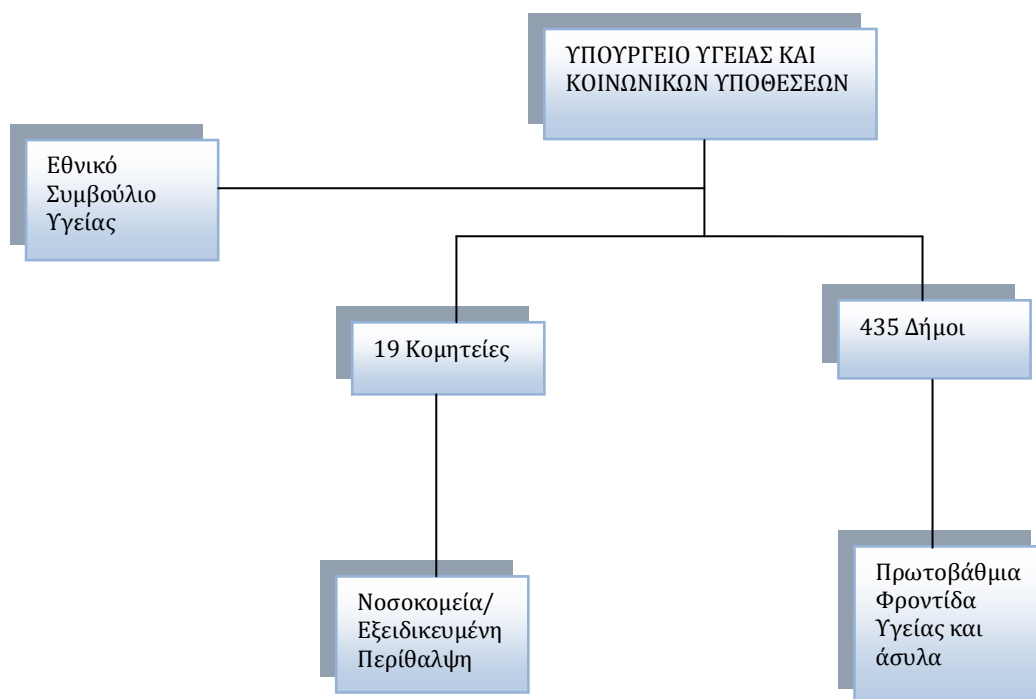 ΥΠΟΥΡΓΕΙΟ ΥΓΕΙΑΣ ΚΑΙ
ΚΟΙΝΩΝΙΚΩΝ ΥΠΟΘΕΣΕΩΝ
Εθνικό
Συμβούλιο
Υγείας
19 Κομητείες
435 Δήμοι
Νοσοκομεία/
Εξειδικευμένη
Περίθαλψη
Πρωτοβάθμια
Φροντίδα
Υγείας και
άσυλα